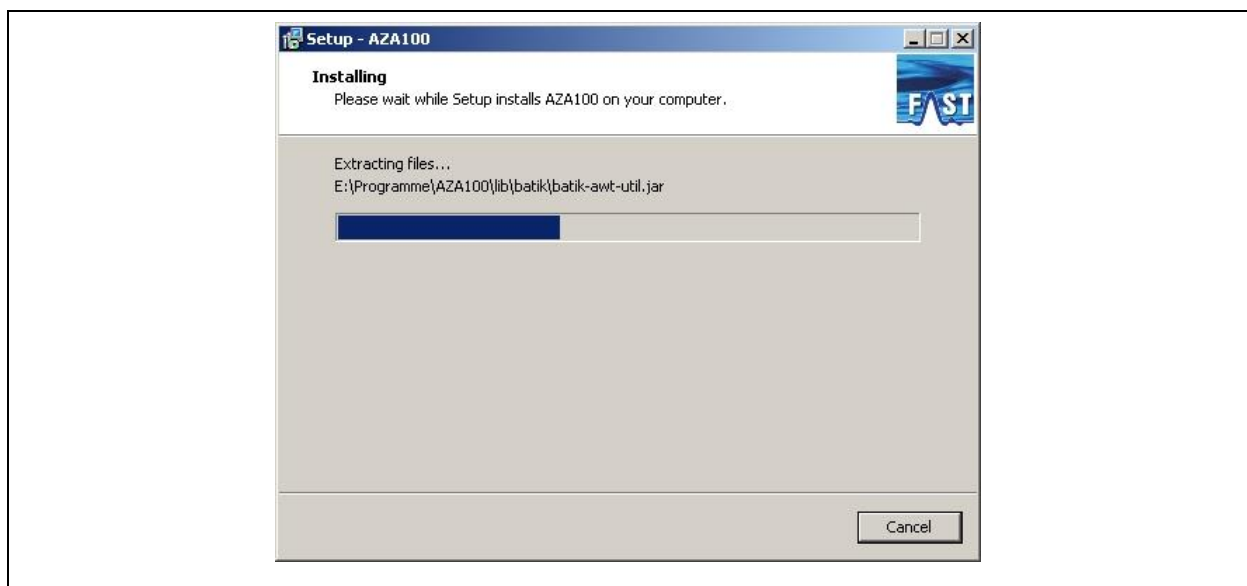 Setup - AZA100
Installing
Please wait while Setup installs AZA100 on your computer.
FAST
Extracting files...
E:\Programme\AZA100\lib\batik\batik-awt-util.jar
Cancel